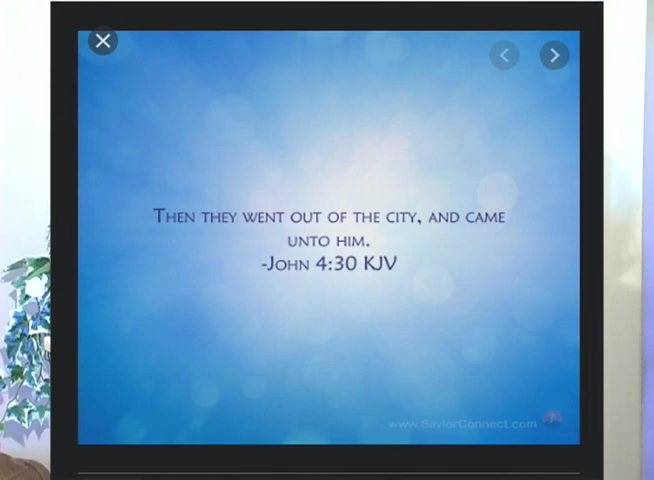 Then they went out of the city, and came
unto him.
-John 4:30 KJV
www.SaviorConnect.com